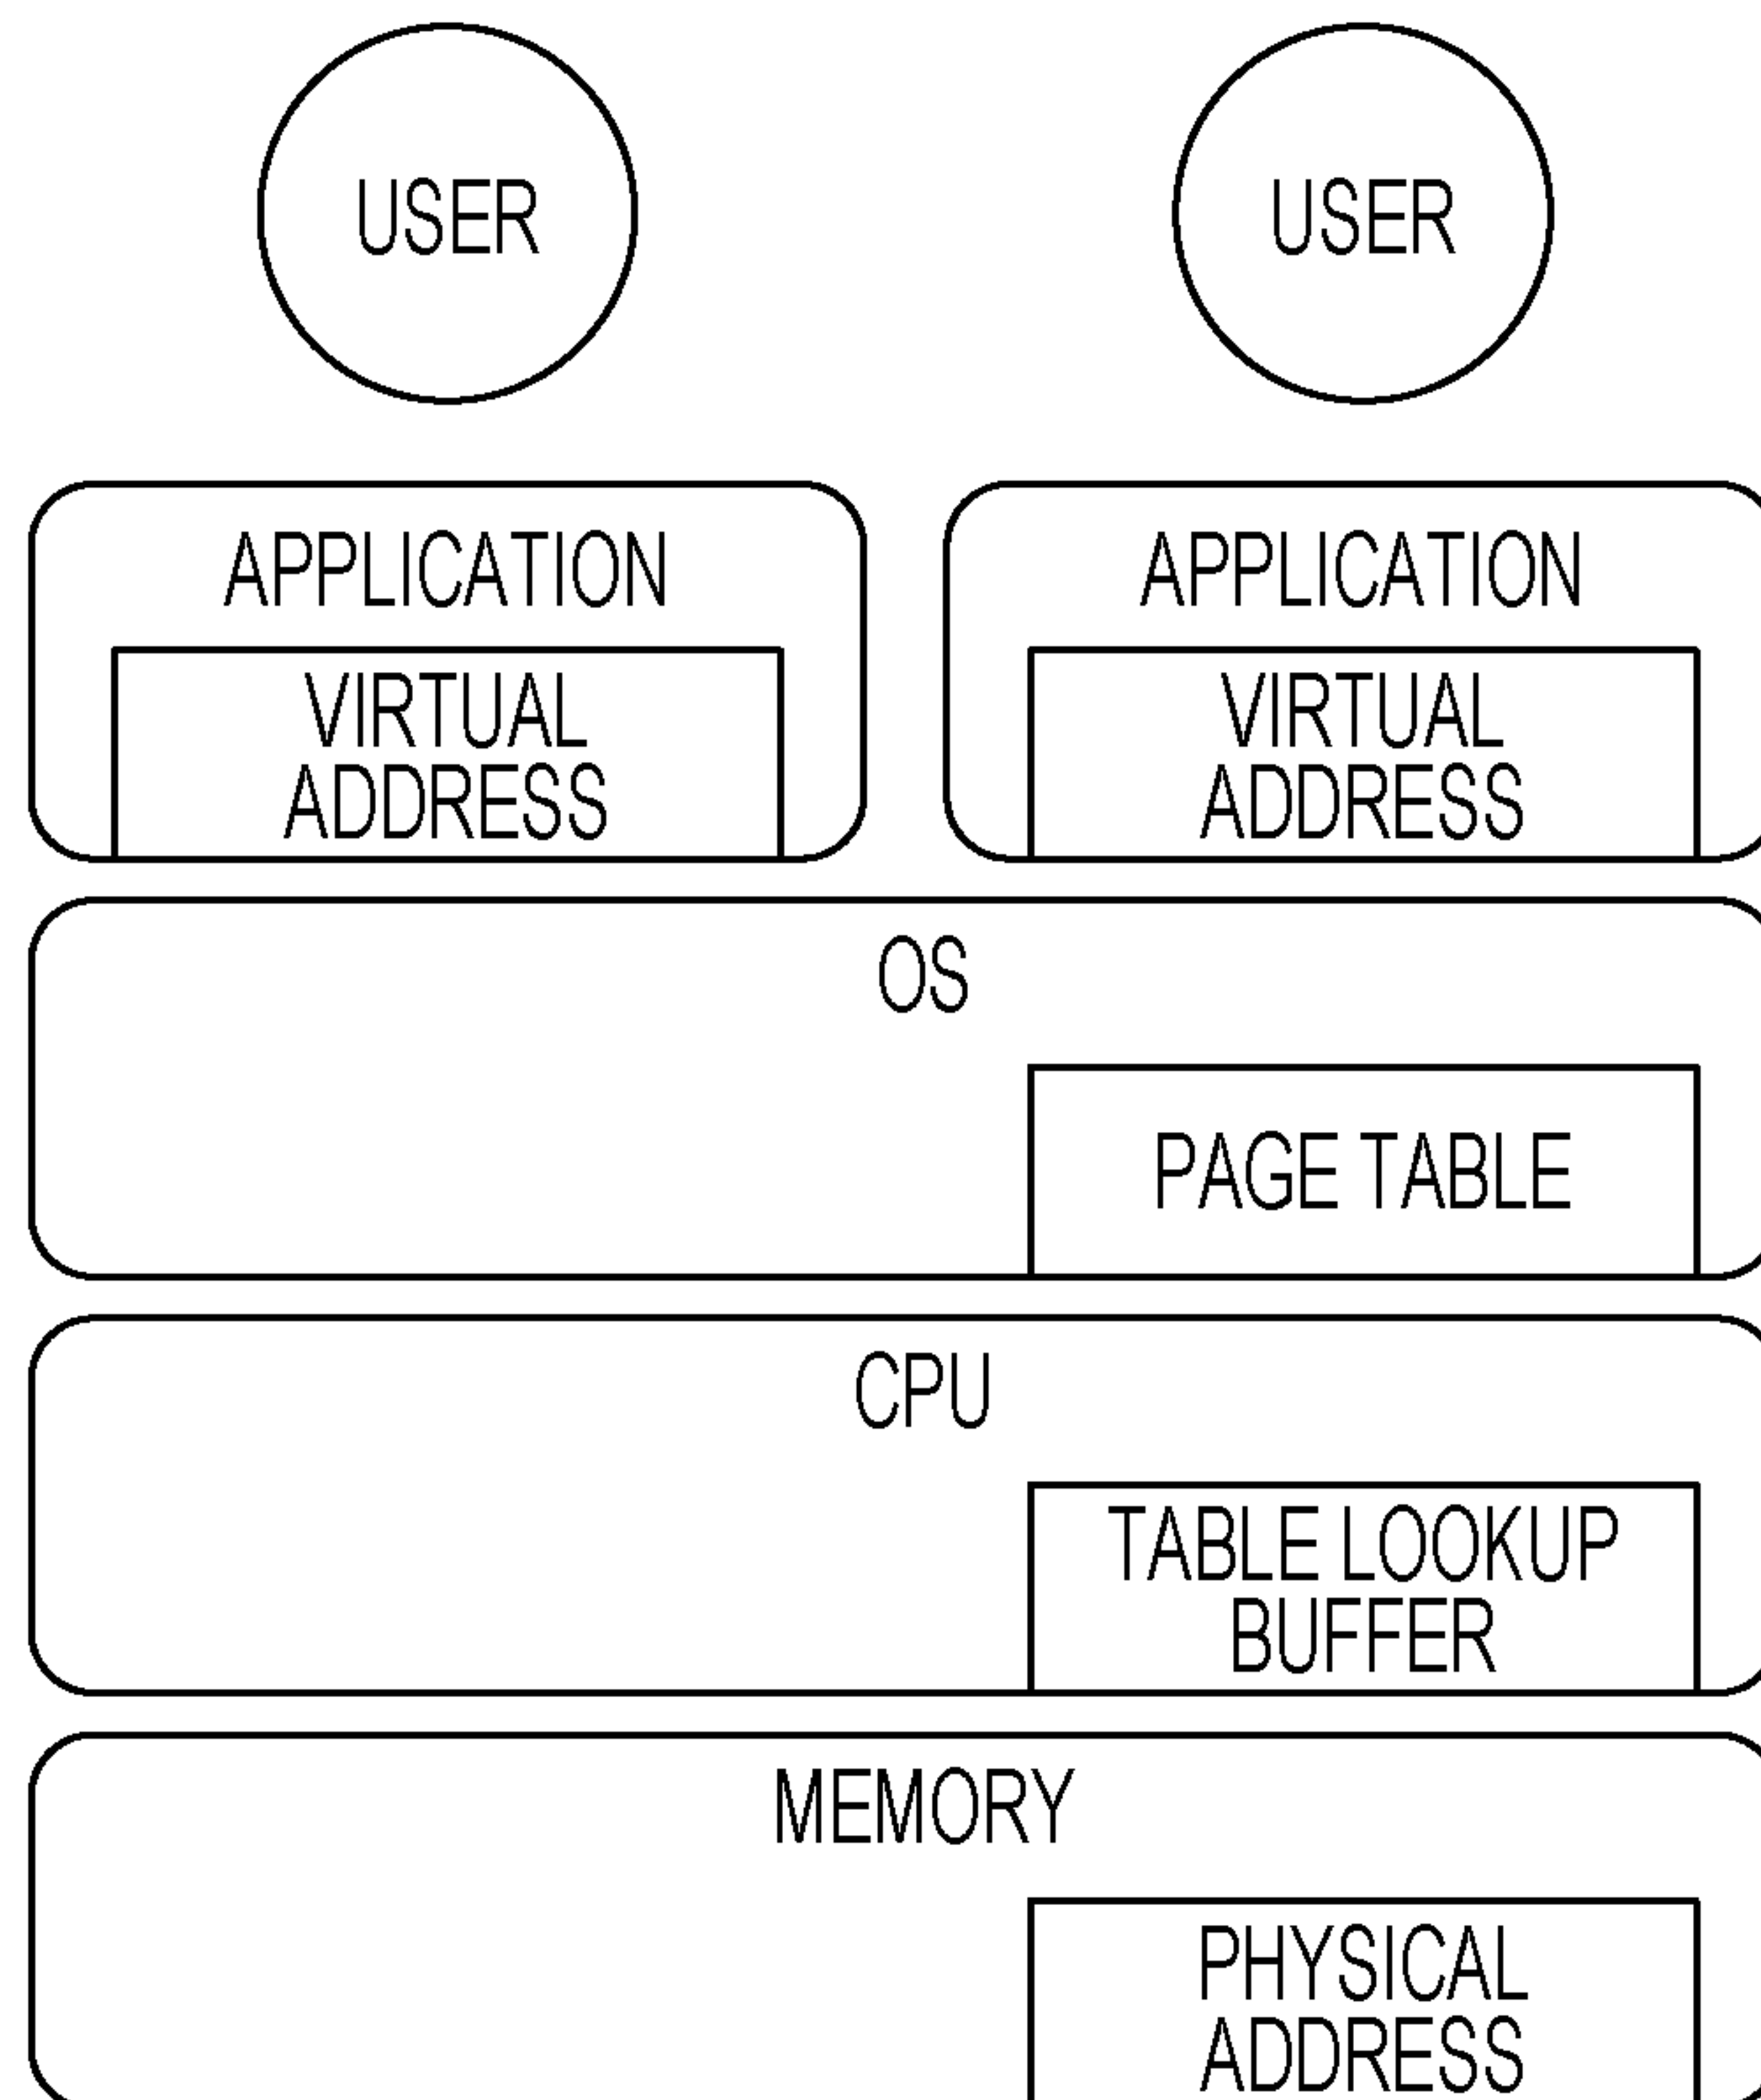 USER
USER
APPLICATION
VIRTUAL
ADDRESS
APPLICATION
VIRTUAL
ADDRESS
OS
PAGE TABLE
CPU
TABLE LOOKUP
BUFFER
MEMORY
PHYSICAL
ADDRESS